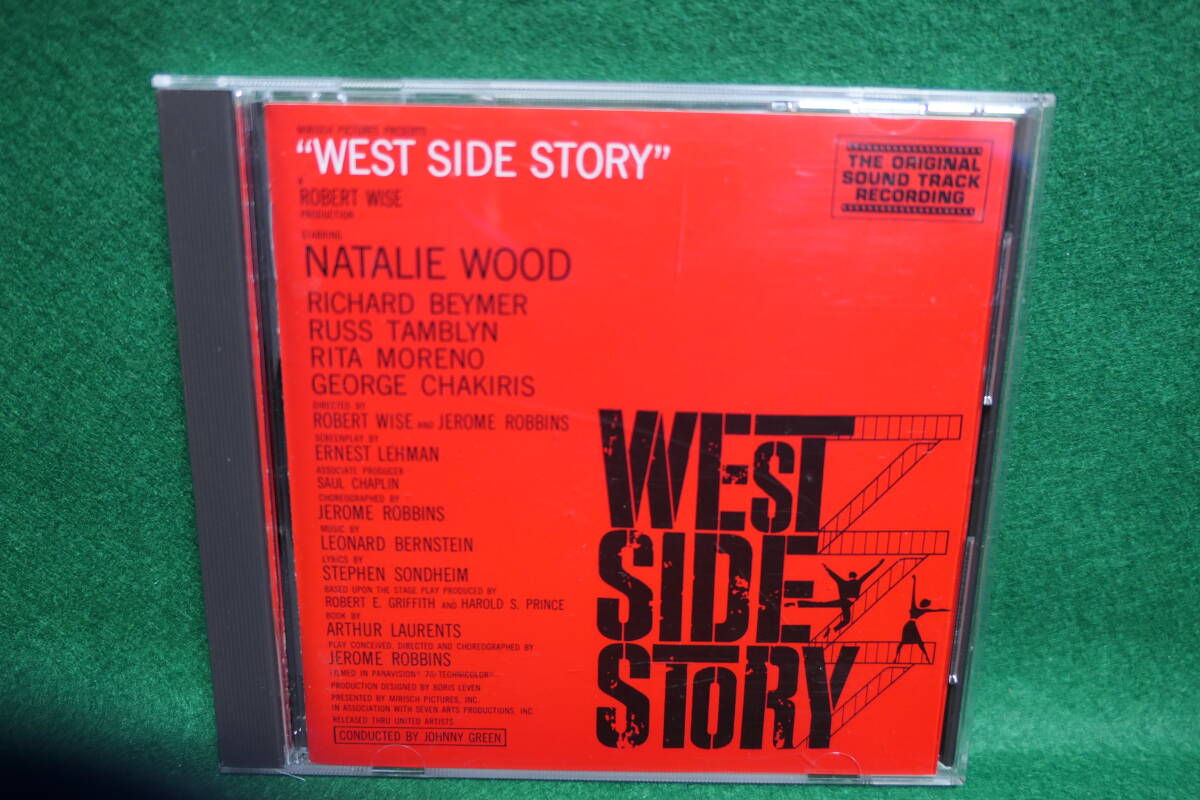 MIRISCH PICTURES PRESENTS
"WEST SIDE STORY"
A
ROBERT WISE
PRODUCTION
STARRING
NATALIE WOOD
RICHARD BEYMER
RUSS TAMBLYN
RITA MORENO
GEORGE CHAKIRIS
DIRECTED BY
ROBERT WISE AND JEROME ROBBINS
SCREENPLAY BY
ERNEST LEHMAN
ASSOCIATE PRODUCER
SAUL CHAPLIN
CHOREOGRAPHED BY
JEROME ROBBINS
MUSIC BY
LEONARD BERNSTEIN
LYRICS BY
STEPHEN SONDHEIM
BASED UPON THE STAGE PLAY PRODUCED BY
ROBERT E. GRIFFITH AND HAROLD S. PRINCE
BOOK BY
ARTHUR LAURENTS
PLAY CONCEIVED, DIRECTED AND CHOREOGRAPHED BY
JEROME ROBBINS
FILMED IN PANAVISION® 70·TECHNICOLOR®
PRODUCTION DESIGNED BY BORIS LEVEN
PRESENTED BY MIRISCH PICTURES, INC.
IN ASSOCIATION WITH SEVEN ARTS PRODUCTIONS, INC.
RELEASED THRU UNITED ARTISTS
CONDUCTED BY JOHNNY GREEN
THE ORIGINAL
SOUND TRACK
RECORDING
WEST
SIDE
STORY